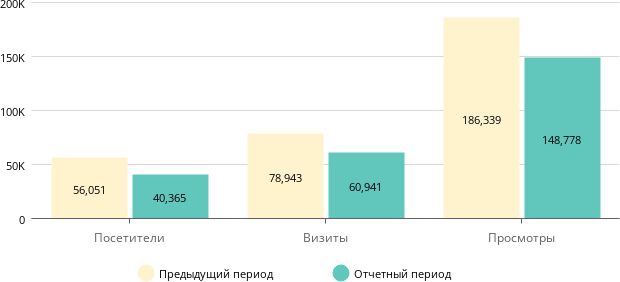 200K
150K
100K
50K
0
56,051
40,365
78,943
60,941
186,339
148,778
Посетители
Визиты
Просмотры
Предыдущий период
Отчетный период